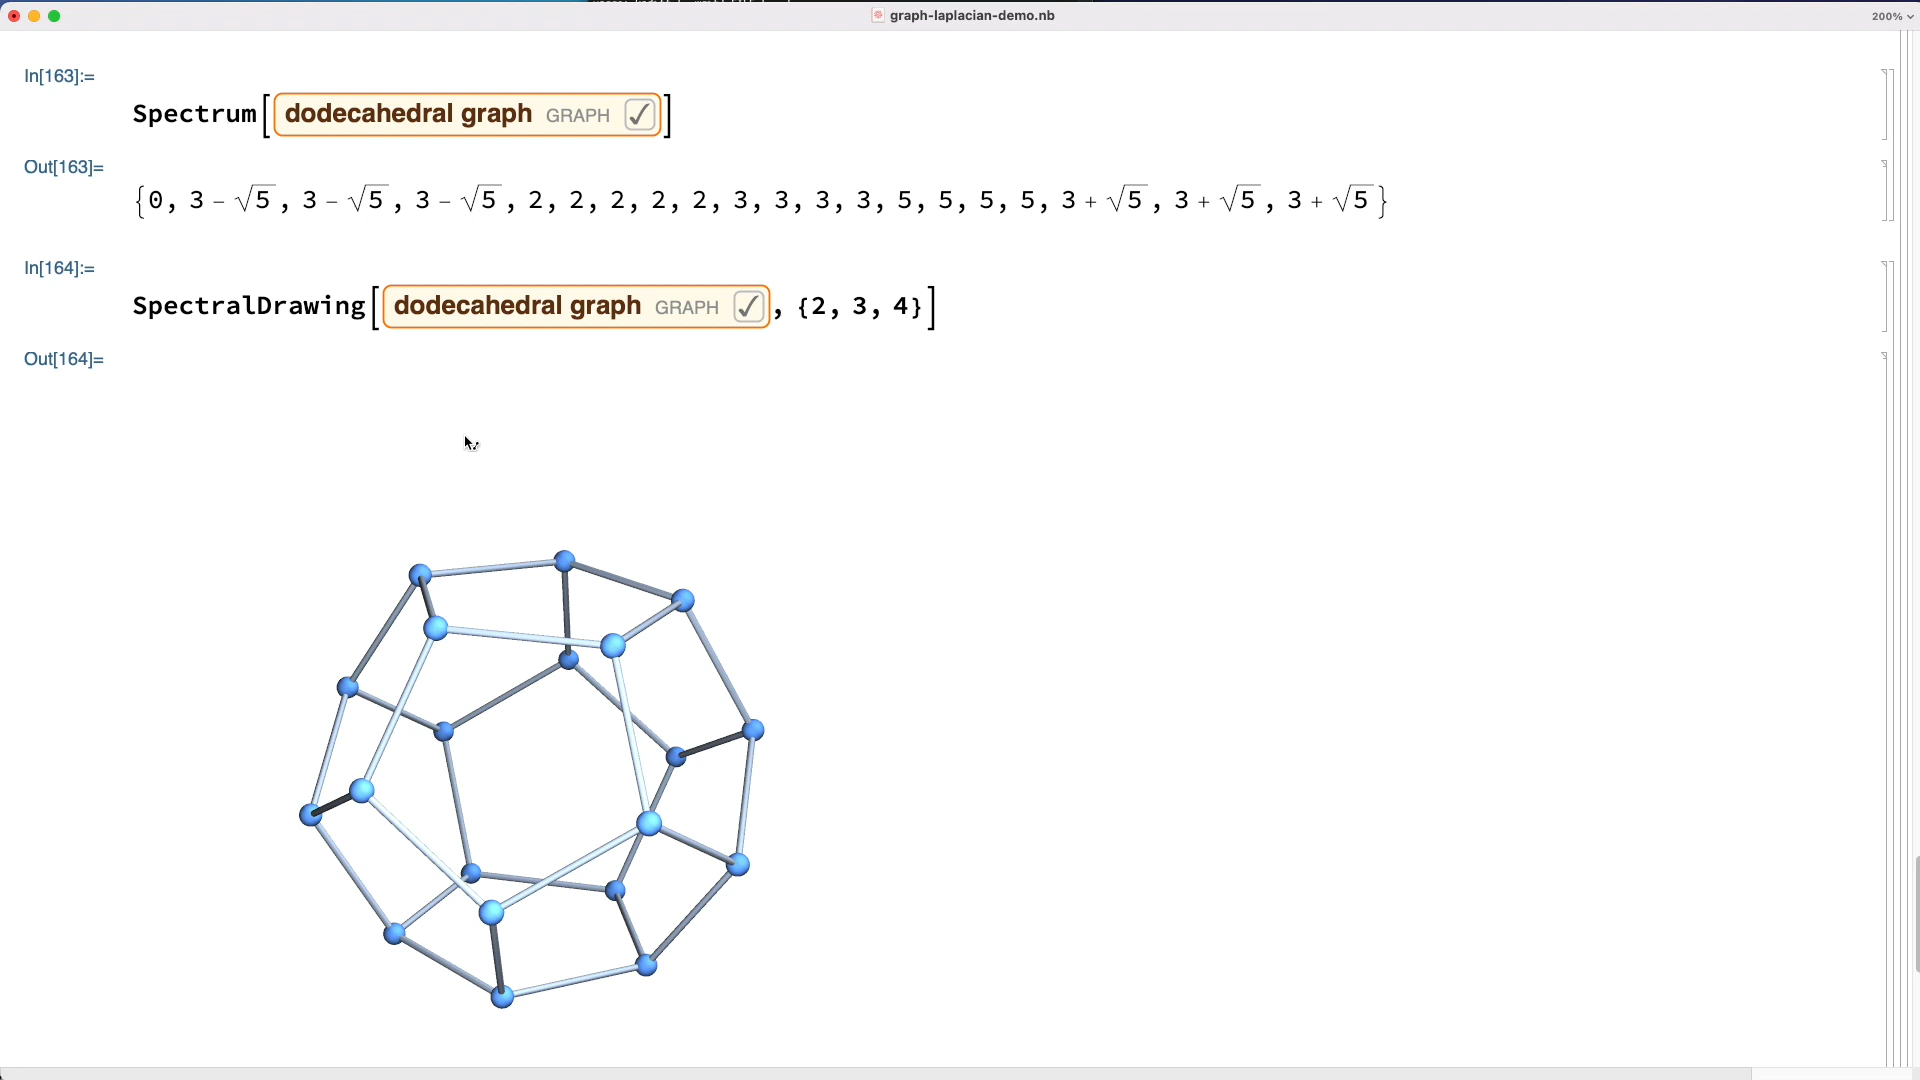 graph-laplacian-demo.nb
200%
In[163]:=
Spectrum[dodecahedral graph GRAPH ✓]
Out[163]=
{0, 3 - √5, 3 - √5, 3 - √5, 2, 2, 2, 2, 2, 3, 3, 3, 3, 5, 5, 5, 5, 3 + √5, 3 + √5, 3 + √5}
In[164]:=
SpectralDrawing[dodecahedral graph GRAPH ✓, {2, 3, 4}]
Out[164]=